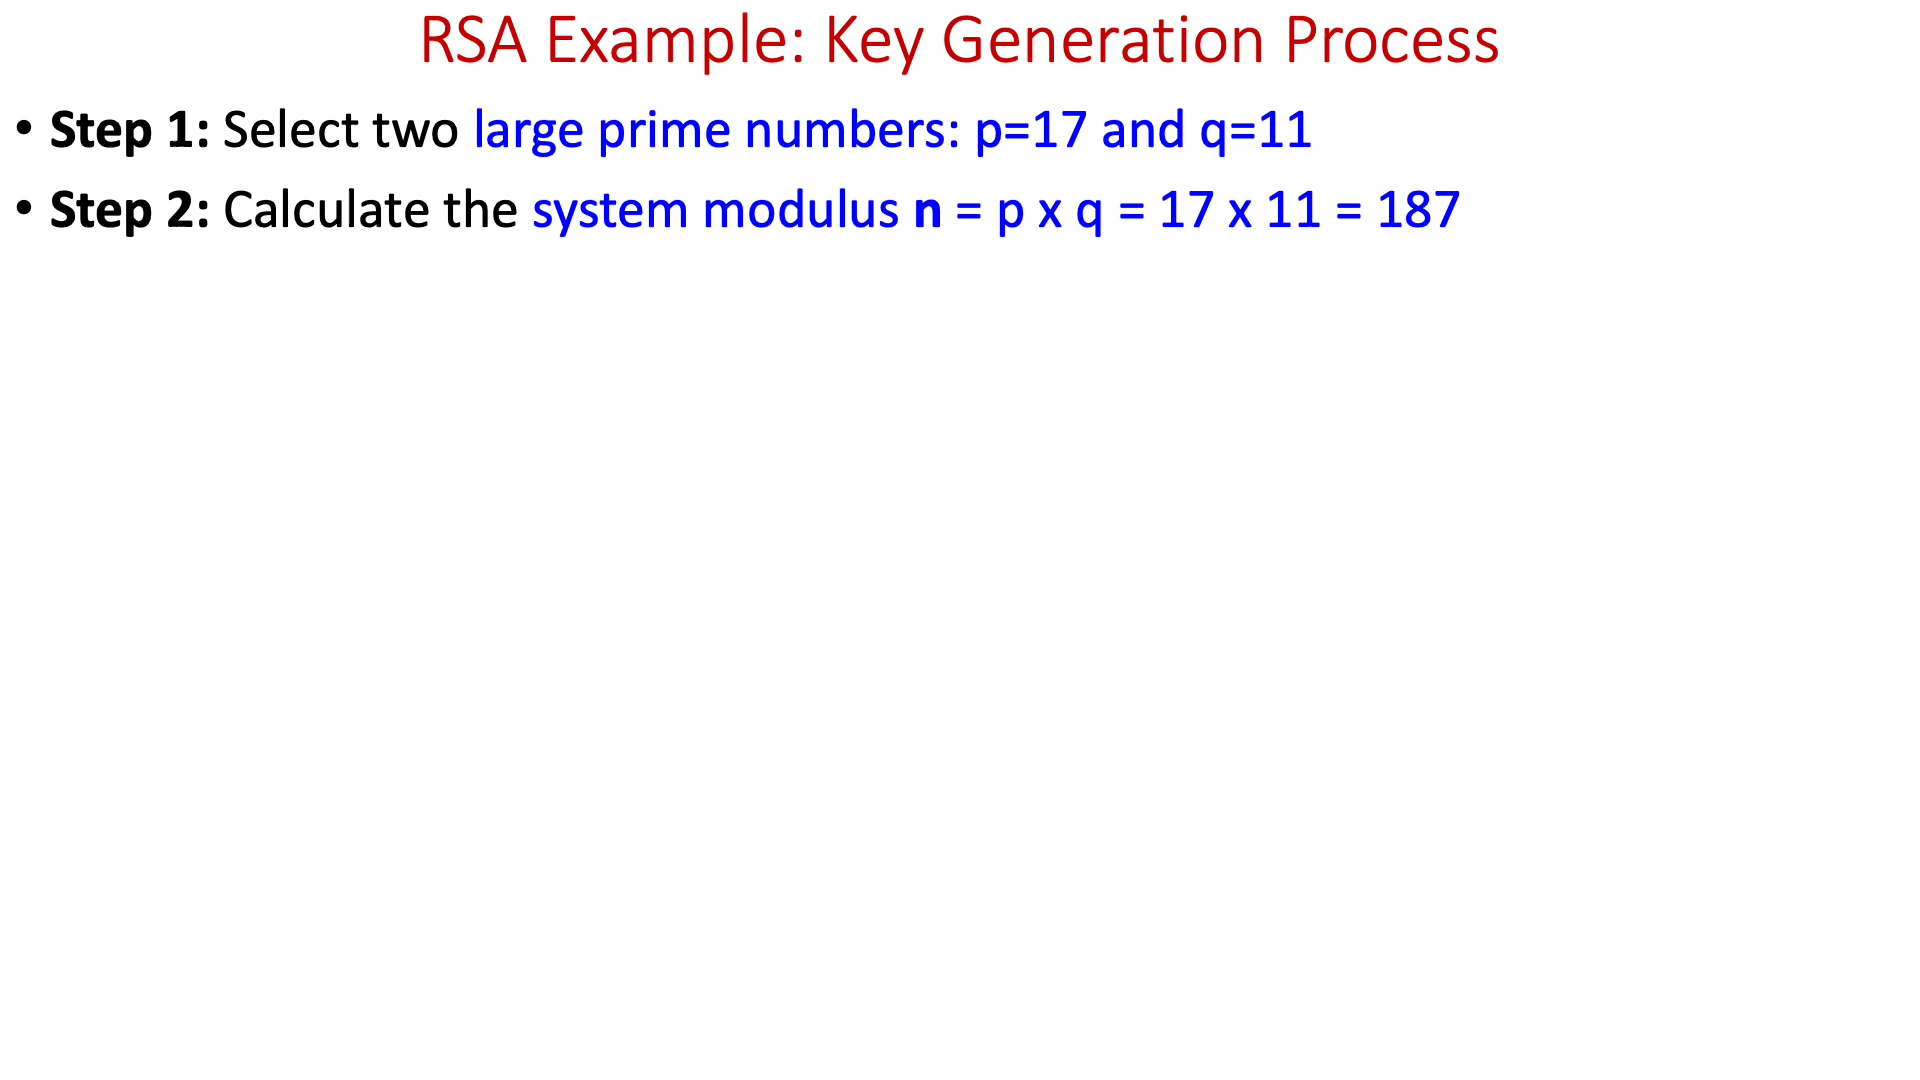 RSA Example: Key Generation Process
• Step 1: Select two large prime numbers: p=17 and q=11
• Step 2: Calculate the system modulus n = p x q = 17 x 11 = 187